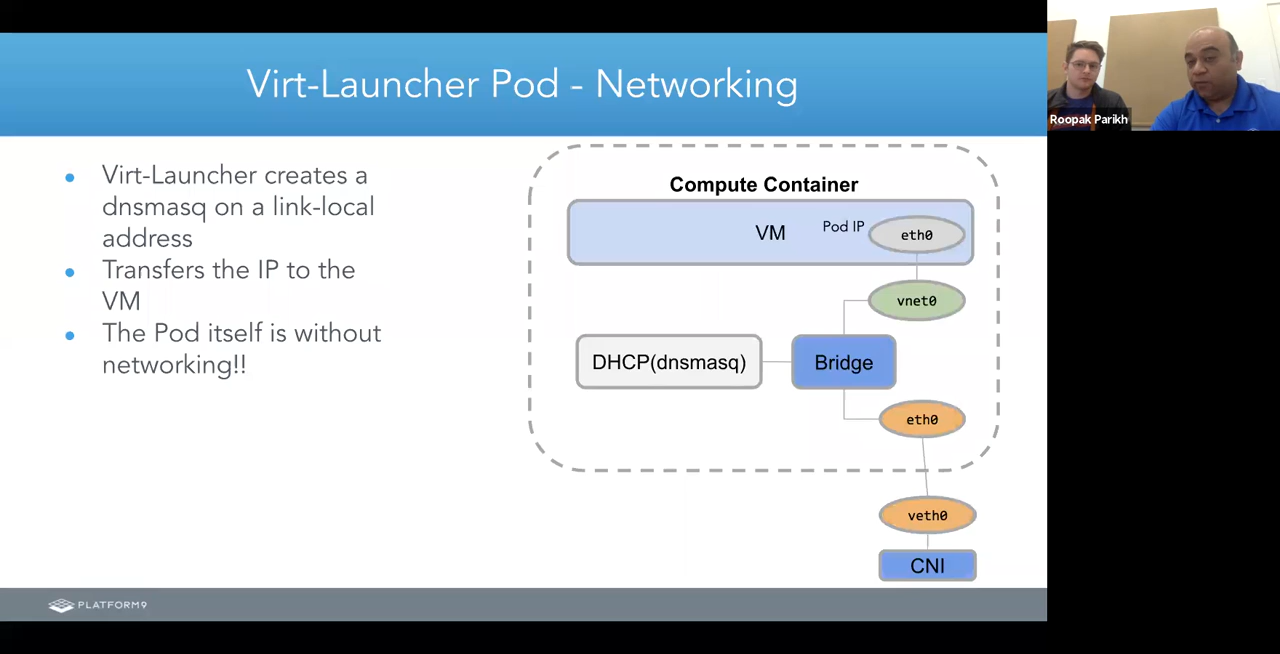 Virt-Launcher Pod - Networking
Roopak Parikh
Virt-Launcher creates a
dnsmasq on a link-local
address
Transfers the IP to the
VM
The Pod itself is without
networking!!
Compute Container
VM
Pod IP
eth0
vnet0
DHCP(dnsmasq)
Bridge
eth0
veth0
CNI
PLATFORM9